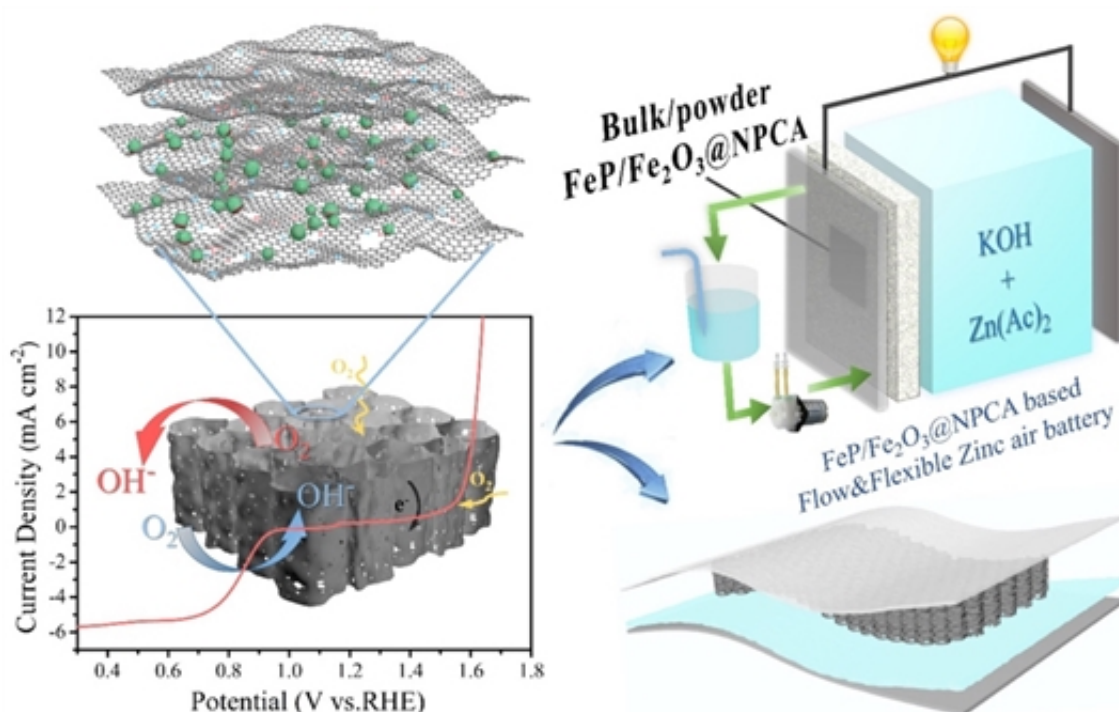 Bulk/powder
FeP/Fe₂O₃@NPCA
KOH
+
Zn(Ac)₂
FeP/Fe₂O₃@NPCA based
Flow&Flexible Zinc air battery
12
10
8
6
4
2
0
-2
-4
-6
Current Density (mA cm⁻²)
O₂
O₂
OH⁻
OH⁻
O₂
e⁻
O₂
0.4 0.6 0.8 1.0 1.2 1.4 1.6 1.8
Potential (V vs.RHE)